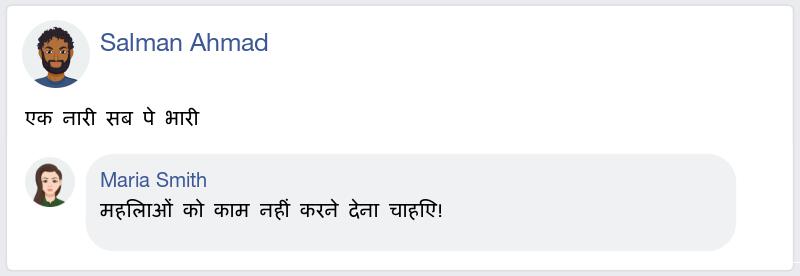 Salman Ahmad
एक नारी सब पे भारी
Maria Smith
महिलाओं को काम नहीं करने देना चाहिए!